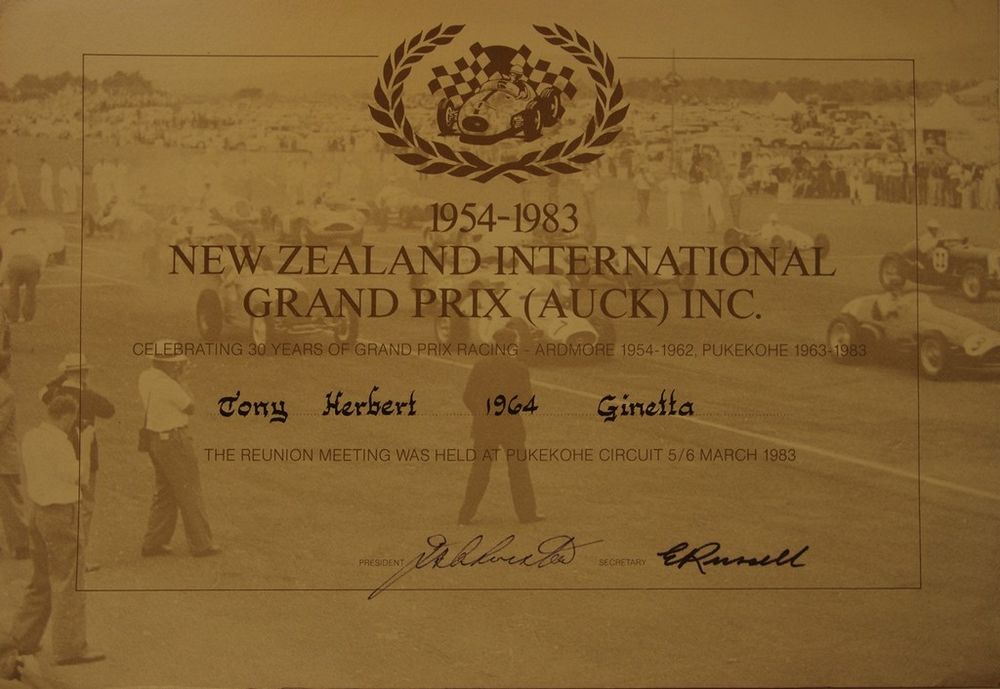 1954-1983
NEW ZEALAND INTERNATIONAL
GRAND PRIX (AUCK) INC.
CELEBRATING 30 YEARS OF GRAND PRIX RACING - ARDMORE 1954-1962, PUKEKOHE 1963-1983
Tony Herbert 1964 Ginetta
THE REUNION MEETING WAS HELD AT PUKEKOHE CIRCUIT 5/6 MARCH 1983
PRESIDENT SECRETARY E Russell